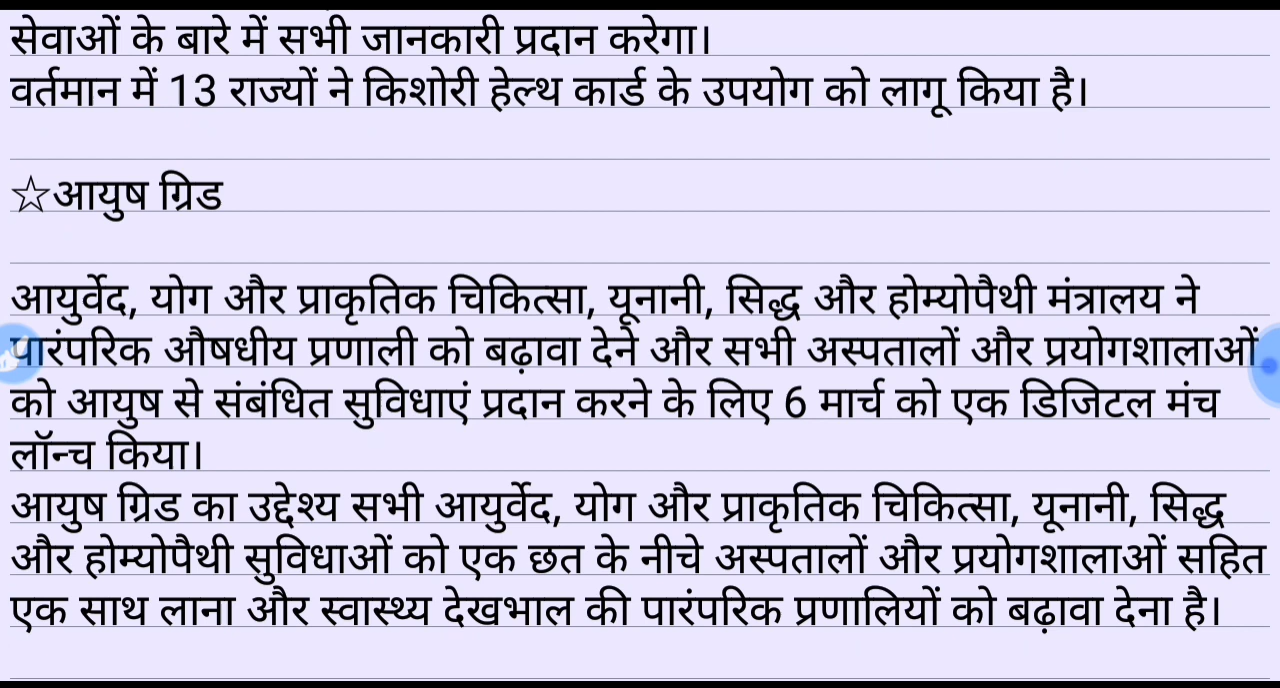 सेवाओं के बारे में सभी जानकारी प्रदान करेगा।
वर्तमान में 13 राज्यों ने किशोरी हेल्थ कार्ड के उपयोग को लागू किया है।
☆आयुष ग्रिड
आयुर्वेद, योग और प्राकृतिक चिकित्सा, यूनानी, सिद्ध और होम्योपैथी मंत्रालय ने
पारंपरिक औषधीय प्रणाली को बढ़ावा देने और सभी अस्पतालों और प्रयोगशालाओं
को आयुष से संबंधित सुविधाएं प्रदान करने के लिए 6 मार्च को एक डिजिटल मंच
लॉन्च किया।
आयुष ग्रिड का उद्देश्य सभी आयुर्वेद, योग और प्राकृतिक चिकित्सा, यूनानी, सिद्ध
और होम्योपैथी सुविधाओं को एक छत के नीचे अस्पतालों और प्रयोगशालाओं सहित
एक साथ लाना और स्वास्थ्य देखभाल की पारंपरिक प्रणालियों को बढ़ावा देना है।